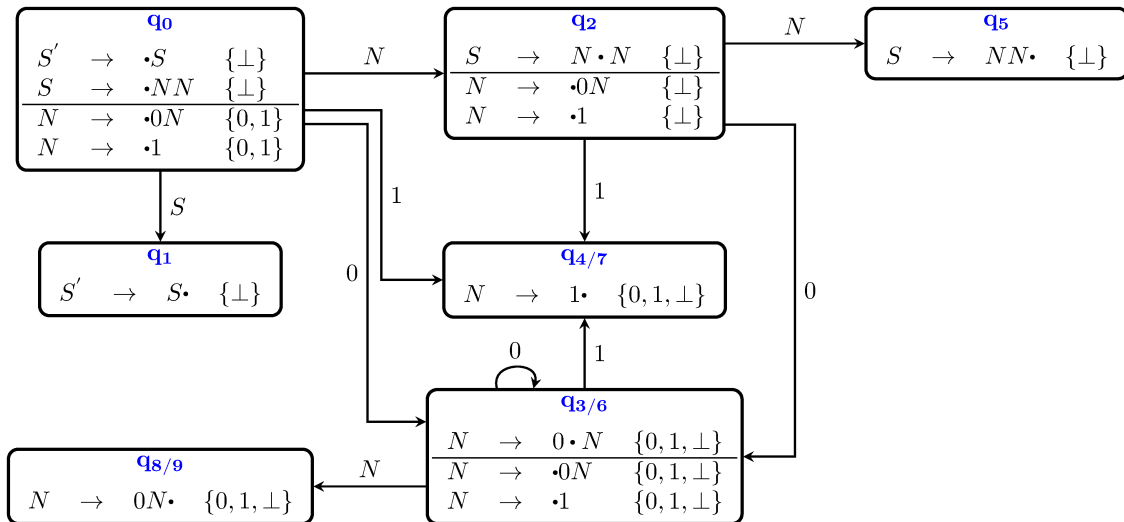 q0
S′ → •S {⊥}
S → •NN {⊥}
N → •0N {0, 1}
N → •1 {0, 1}
N
q2
S → N • N {⊥}
N → •0N {⊥}
N → •1 {⊥}
N
q5
S → NN• {⊥}
S
1
0
1
0
q1
S′ → S• {⊥}
q4/7
N → 1• {0, 1, ⊥}
0
1
q3/6
N → 0 • N {0, 1, ⊥}
N → •0N {0, 1, ⊥}
N → •1 {0, 1, ⊥}
N
q8/9
N → 0N• {0, 1, ⊥}